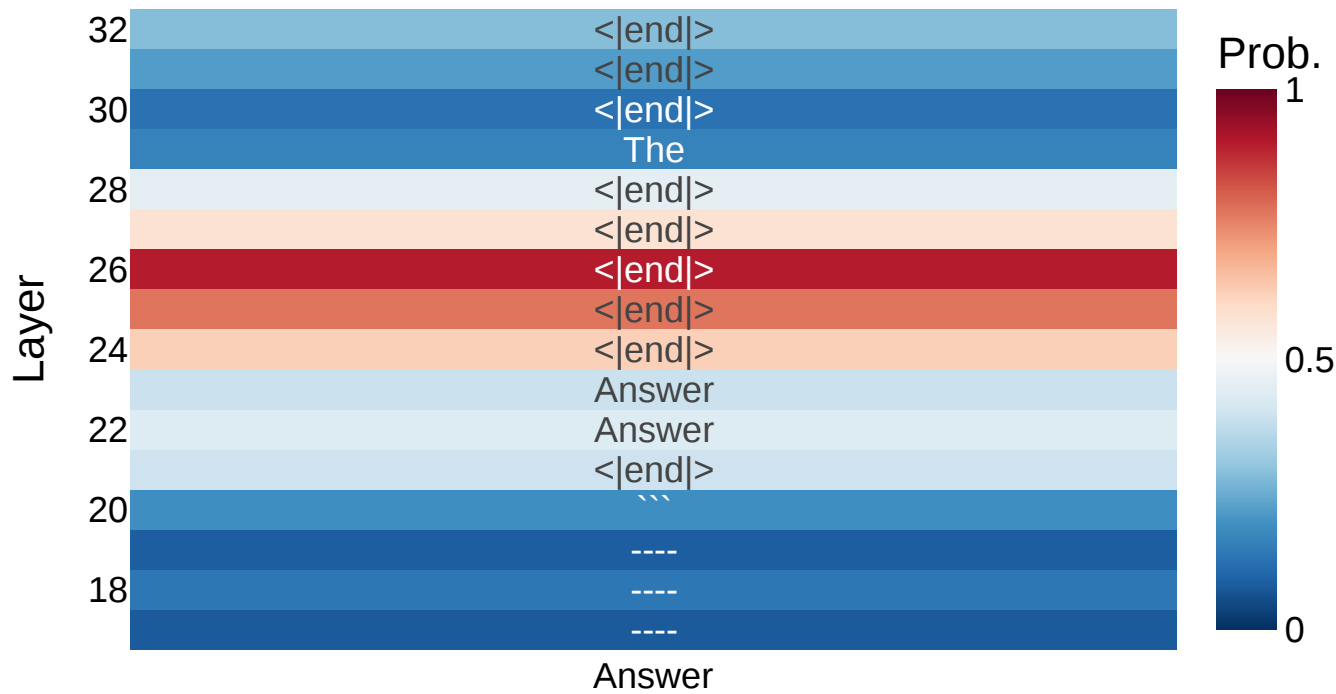 32 <|end|>
<|end|>
Prob.
30 <|end|>
1
The
28 <|end|>
<|end|>
26 <|end|>
Layer
<|end|>
24 <|end|>
0.5
Answer
22 Answer
<|end|>
20 ```
----
18 ----
----
0
Answer